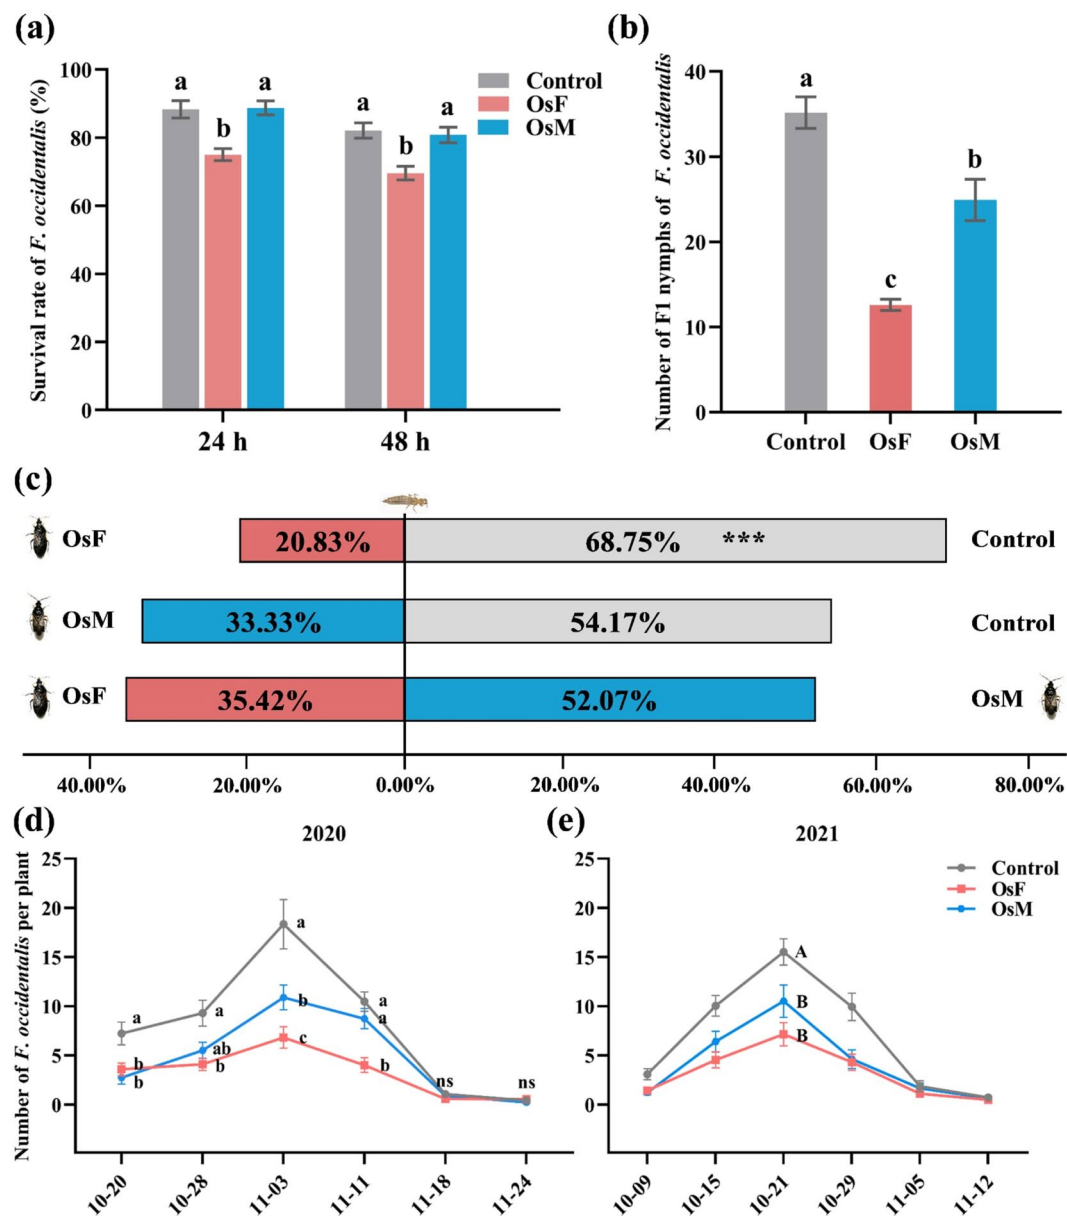 (a)
Survival rate of F. occidentalis (%)
100
80
60
40
20
0
a
b
a
a
b
a
24 h
48 h
Control
OsF
OsM
(b)
Number of F1 nymphs of F. occidentalis
40
30
20
10
0
a
c
b
Control
OsF
OsM
(c)
OsF
20.83%
68.75% ***
Control
OsM
33.33%
54.17%
Control
OsF
35.42%
52.07%
OsM
40.00%
20.00%
0.00%
20.00%
40.00%
60.00%
80.00%
(d)
2020
Number of F. occidentalis per plant
25
20
15
10
5
0
a
b
b
a
ab
b
a
b
c
a
a
b
ns
ns
10-20
10-28
11-03
11-11
11-18
11-24
(e)
2021
25
20
15
10
5
0
A
B
B
Control
OsF
OsM
10-09
10-15
10-21
10-29
11-05
11-12